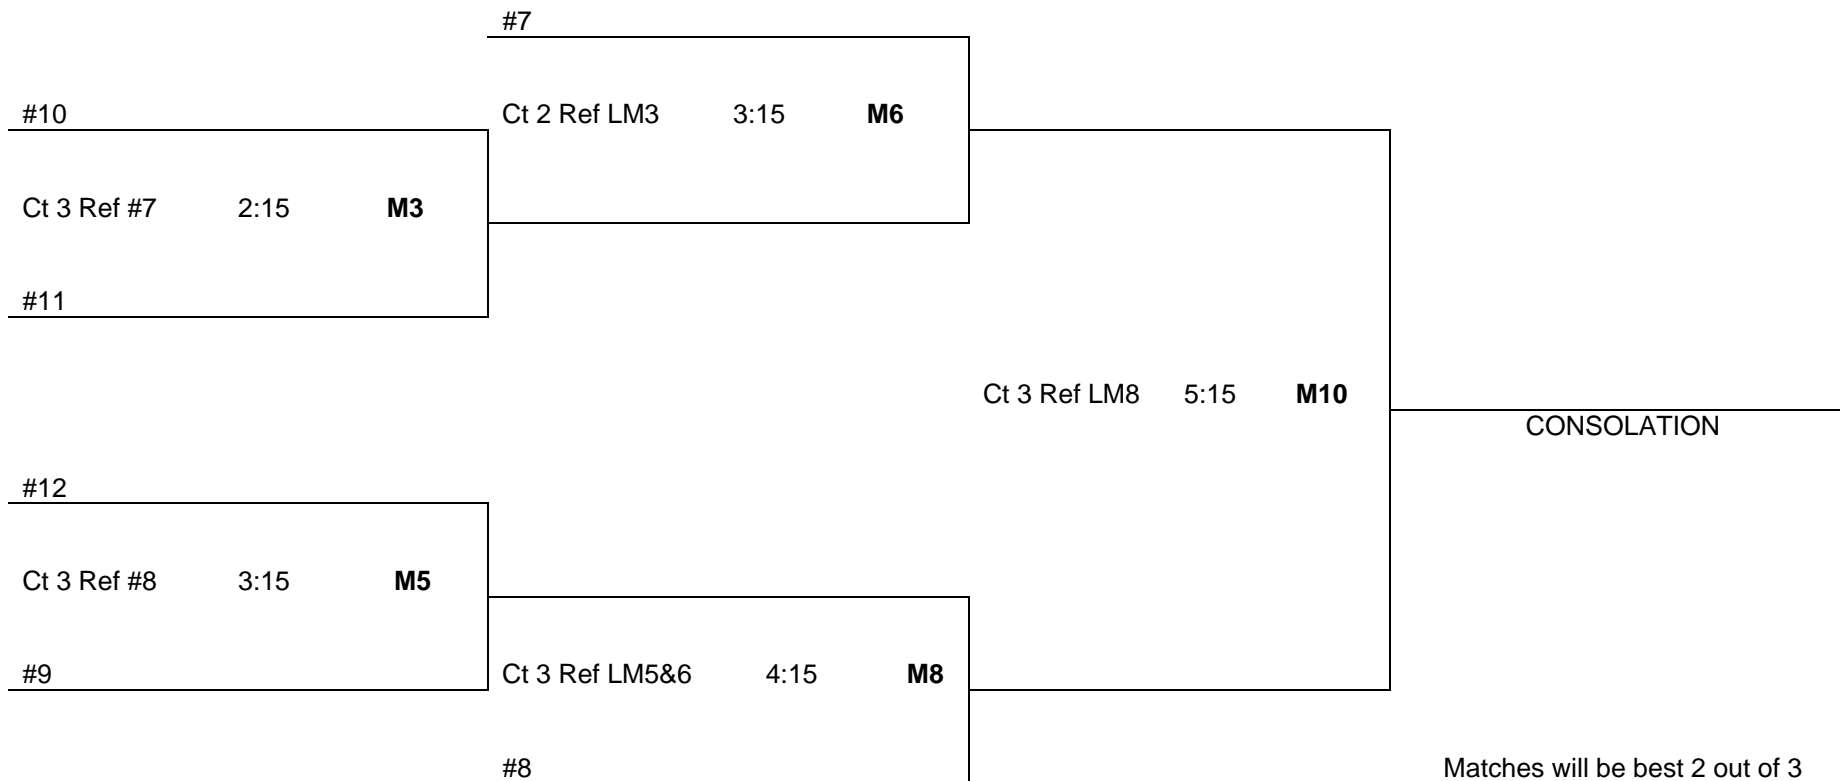 #7
#10
Ct 2 Ref LM3 3:15 M6
Ct 3 Ref #7 2:15 M3
#11
Ct 3 Ref LM8 5:15 M10
CONSOLATION
#12
Ct 3 Ref #8 3:15 M5
#9
Ct 3 Ref LM5&6 4:15 M8
#8
Matches will be best 2 out of 3